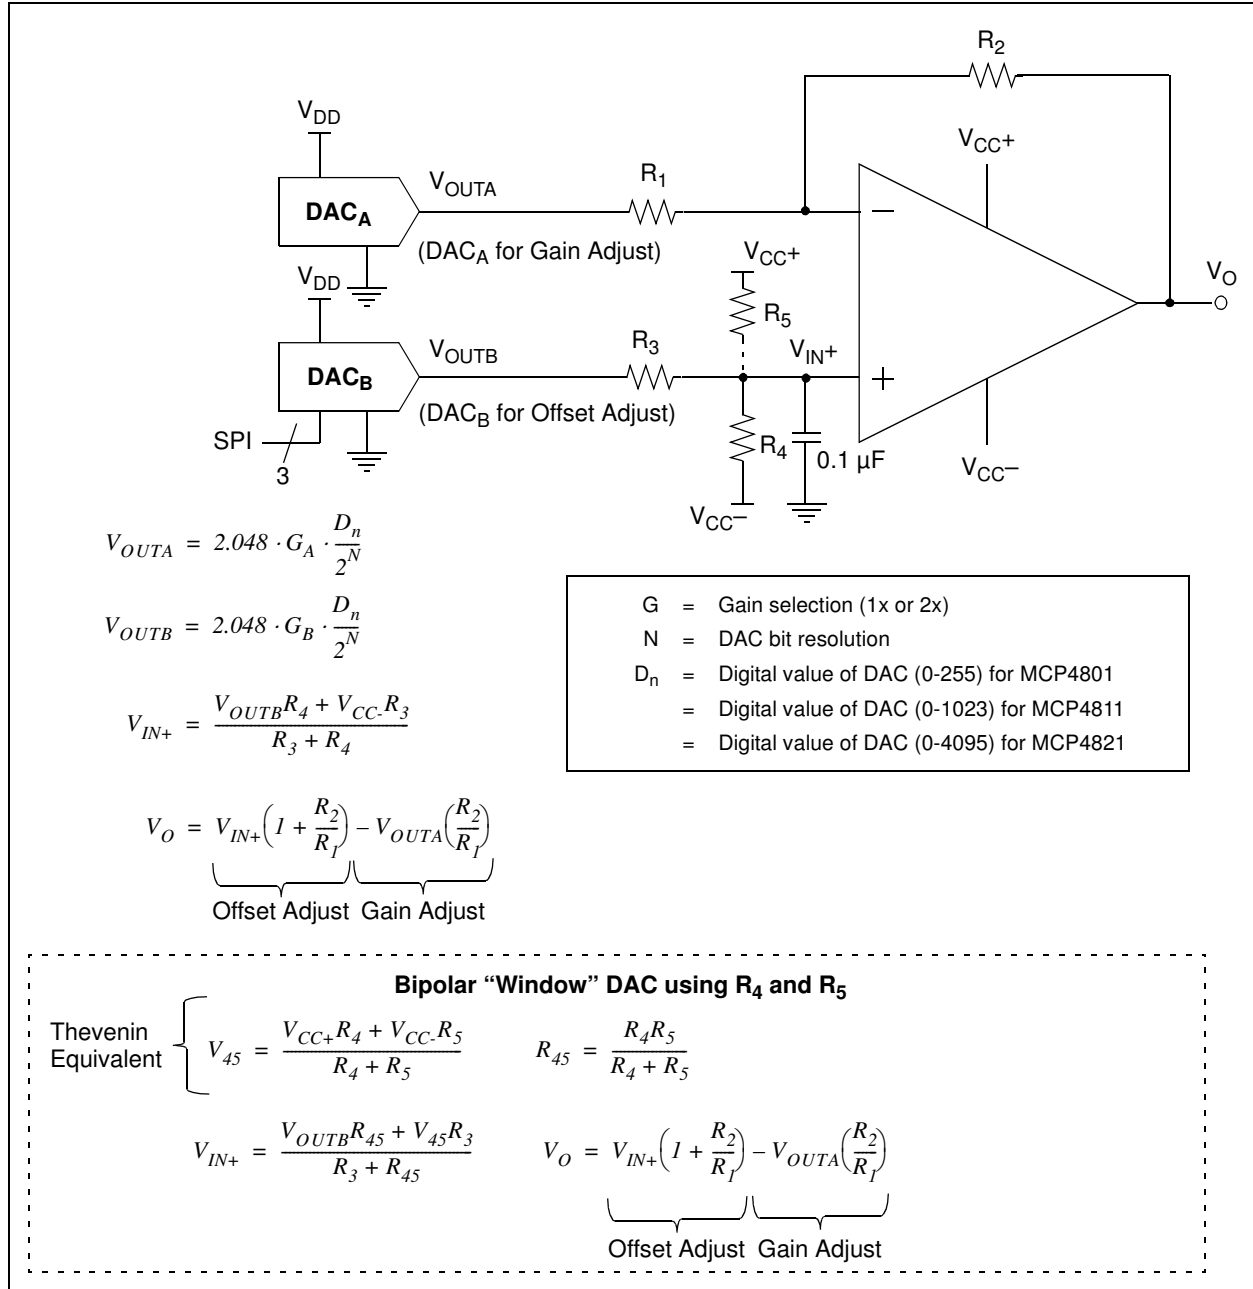 R2
VDD
VCC+
VOUTA
R1
DACA
−
(DACA for Gain Adjust)
VCC+
VO
VDD
R5
VOUTB
R3
VIN+
DACB
+
(DACB for Offset Adjust)
SPI
3
R4
0.1 µF
VCC–
VCC–
VOUTA = 2.048 · GA · Dn / 2^N
VOUTB = 2.048 · GB · Dn / 2^N
VIN+ = (VOUTBR4 + VCC-R3) / (R3 + R4)
VO = VIN+(1 + R2/R1) – VOUTA(R2/R1)
Offset Adjust Gain Adjust
G = Gain selection (1x or 2x)
N = DAC bit resolution
Dn = Digital value of DAC (0-255) for MCP4801
= Digital value of DAC (0-1023) for MCP4811
= Digital value of DAC (0-4095) for MCP4821
Bipolar “Window” DAC using R4 and R5
Thevenin
Equivalent
V45 = (VCC+R4 + VCC-R5) / (R4 + R5)
R45 = R4R5 / (R4 + R5)
VIN+ = (VOUTBR45 + V45R3) / (R3 + R45)
VO = VIN+(1 + R2/R1) – VOUTA(R2/R1)
Offset Adjust Gain Adjust